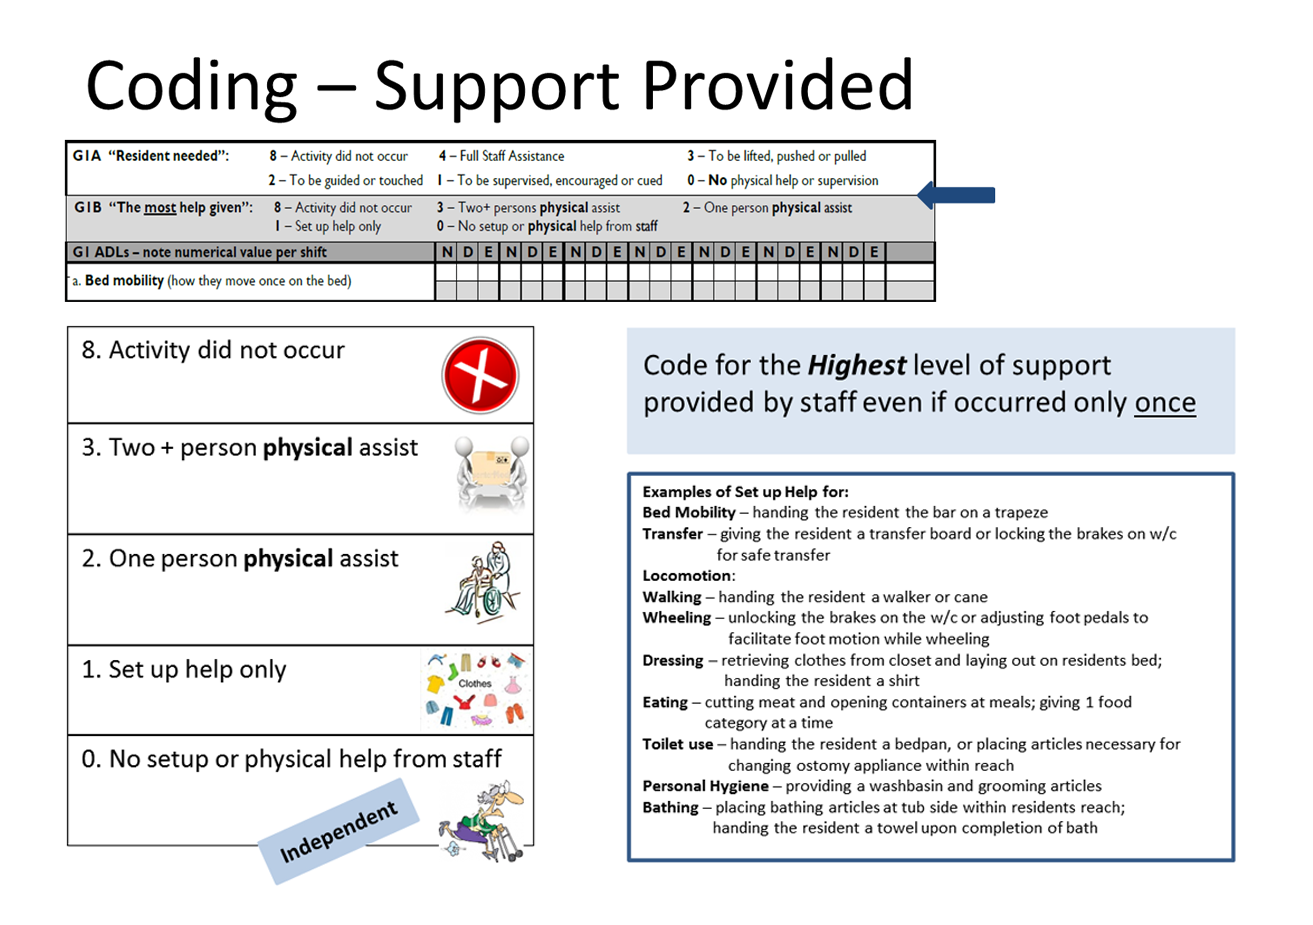 Coding – Support Provided
G1A “Resident needed”: 8 – Activity did not occur 4 – Full Staff Assistance 3 – To be lifted, pushed or pulled
2 – To be guided or touched 1 – To be supervised, encouraged or cued 0 – No physical help or supervision
G1B “The most help given”: 8 – Activity did not occur 3 – Two+ persons physical assist 2 – One person physical assist
1 – Set up help only 0 – No setup or physical help from staff
G1 ADLs – note numerical value per shift N D E N D E N D E N D E N D E N D E N D E
a. Bed mobility (how they move once on the bed)
8. Activity did not occur
3. Two + person physical assist
2. One person physical assist
1. Set up help only
Clothes
0. No setup or physical help from staff
Independent
Code for the Highest level of support
provided by staff even if occurred only once
Examples of Set up Help for:
Bed Mobility – handing the resident the bar on a trapeze
Transfer – giving the resident a transfer board or locking the brakes on w/c
for safe transfer
Locomotion:
Walking – handing the resident a walker or cane
Wheeling – unlocking the brakes on the w/c or adjusting foot pedals to
facilitate foot motion while wheeling
Dressing – retrieving clothes from closet and laying out on residents bed;
handing the resident a shirt
Eating – cutting meat and opening containers at meals; giving 1 food
category at a time
Toilet use – handing the resident a bedpan, or placing articles necessary for
changing ostomy appliance within reach
Personal Hygiene – providing a washbasin and grooming articles
Bathing – placing bathing articles at tub side within residents reach;
handing the resident a towel upon completion of bath